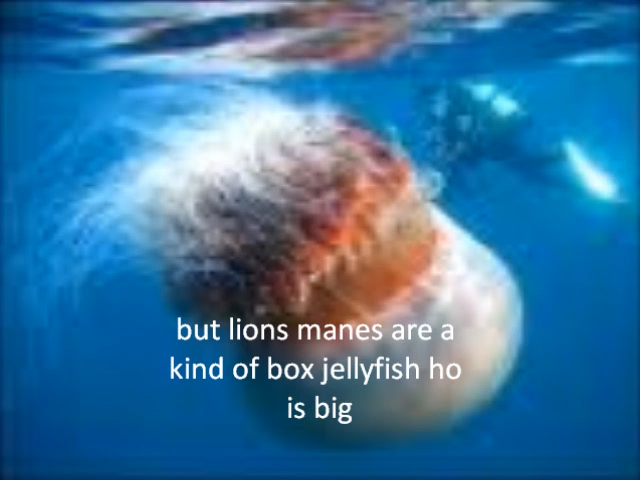 but lions manes are a
kind of box jellyfish ho
is big